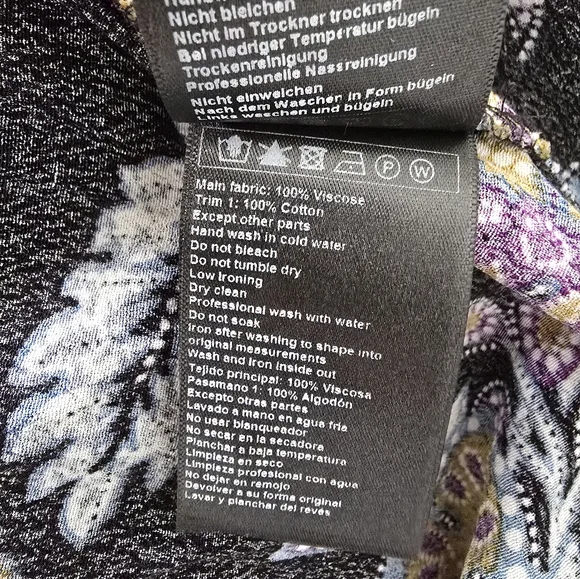 Nicht bleichen
Nicht im Trockner trocknen
Bei niedriger Temperatur bügeln
Trockenreinigung
Professionelle Nassreinigung
Nicht einweichen
Nach dem Waschen in Form bügeln
Links waschen und bügeln
P W
Main fabric: 100% Viscose
Trim 1: 100% Cotton
Except other parts
Hand wash in cold water
Do not bleach
Do not tumble dry
Low Ironing
Dry clean
Professional wash with water
Do not soak
Iron after washing to shape into
original measurements
Wash and iron inside out
Tejido principal: 100% Viscosa
Pasamano 1: 100% Algodón
Excepto otras partes
Lavado a mano en agua fria
No usar blanqueador
No secar en la secadora
Planchar a baja temperatura
Limpieza en seco
Limpieza profesional con agua
No dejar en remojo
Devolver a su forma original
Lavar y planchar del revés